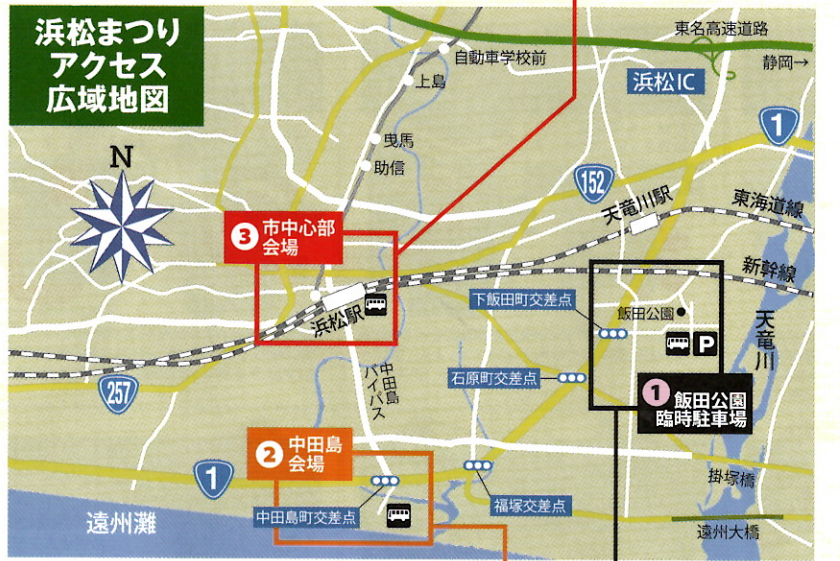 浜松まつり
アクセス
広域地図
東名高速道路
静岡→
自動車学校前
浜松IC
上島
1
曳馬
N
助信
152
天竜川駅
東海道線
3 市中心部
会場
新幹線
下飯田町交差点
飯田公園
浜松駅
天竜川
P
中田島
バイパス
石原町交差点
257
1 飯田公園
臨時駐車場
2 中田島
会場
1
掛塚橋
福塚交差点
中田島町交差点
遠州灘
遠州大橋